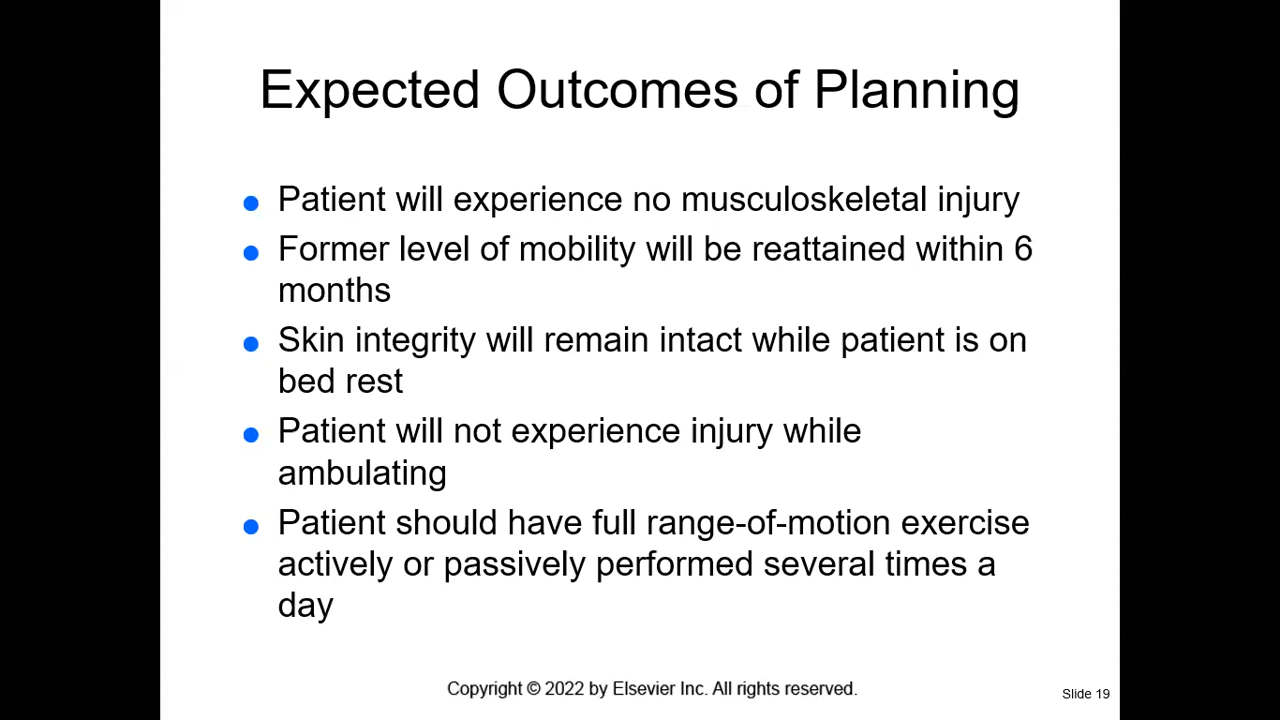 Expected Outcomes of Planning
● Patient will experience no musculoskeletal injury
● Former level of mobility will be reattained within 6
months
● Skin integrity will remain intact while patient is on
bed rest
● Patient will not experience injury while
ambulating
● Patient should have full range-of-motion exercise
actively or passively performed several times a
day
Copyright © 2022 by Elsevier Inc. All rights reserved.
Slide 19